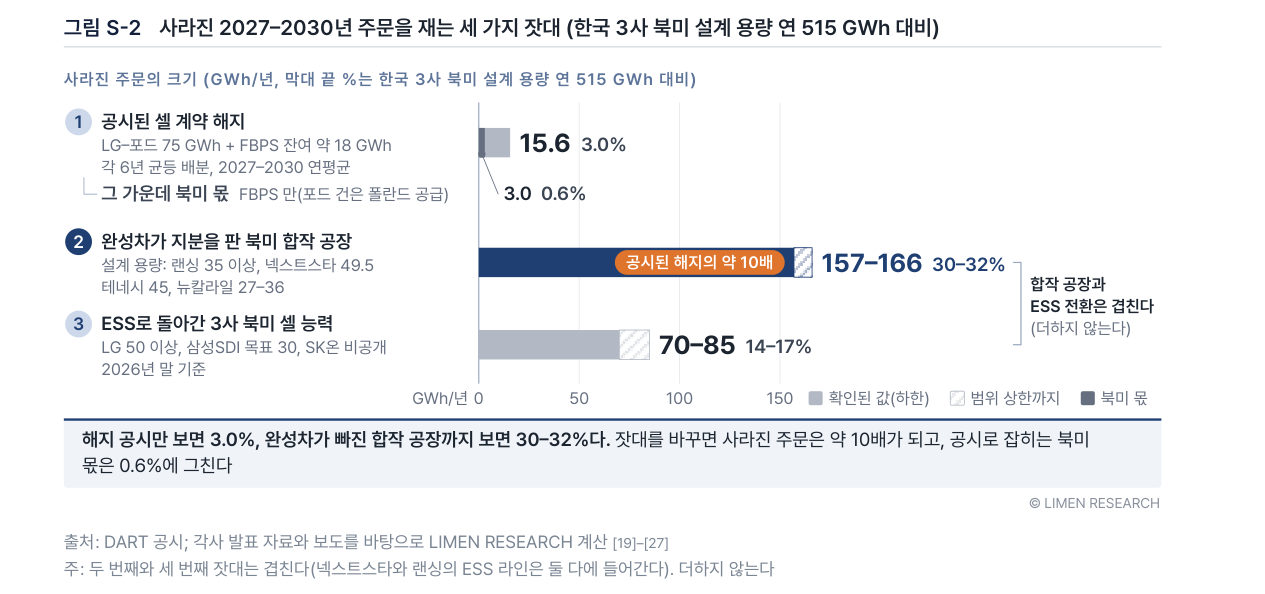 그림 S-2 사라진 2027–2030년 주문을 재는 세 가지 잣대 (한국 3사 북미 설계 용량 연 515 GWh 대비)
사라진 주문의 크기 (GWh/년, 막대 끝 %는 한국 3사 북미 설계 용량 연 515 GWh 대비)
1 공시된 셀 계약 해지
LG–포드 75 GWh + FBPS 잔여 약 18 GWh
각 6년 균등 배분, 2027–2030 연평균
15.6 3.0%
그 가운데 북미 몫 FBPS 만(포드 건은 폴란드 공급)
3.0 0.6%
2 완성차가 지분을 판 북미 합작 공장
설계 용량: 랜싱 35 이상, 넥스트스타 49.5
테네시 45, 뉴칼라일 27–36
공시된 해지의 약 10배
157–166 30–32%
3 ESS로 돌아간 3사 북미 셀 능력
LG 50 이상, 삼성SDI 목표 30, SK온 비공개
2026년 말 기준
70–85 14–17%
합작 공장과
ESS 전환은 겹친다
(더하지 않는다)
GWh/년 0 50 100 150
확인된 값(하한) 범위 상한까지 북미 몫
해지 공시만 보면 3.0%, 완성차가 빠진 합작 공장까지 보면 30–32%다. 잣대를 바꾸면 사라진 주문은 약 10배가 되고, 공시로 잡히는 북미
몫은 0.6%에 그친다
© LIMEN RESEARCH
출처: DART 공시; 각사 발표 자료와 보도를 바탕으로 LIMEN RESEARCH 계산 [19]–[27]
주: 두 번째와 세 번째 잣대는 겹친다(넥스트스타와 랜싱의 ESS 라인은 둘 다에 들어간다). 더하지 않는다